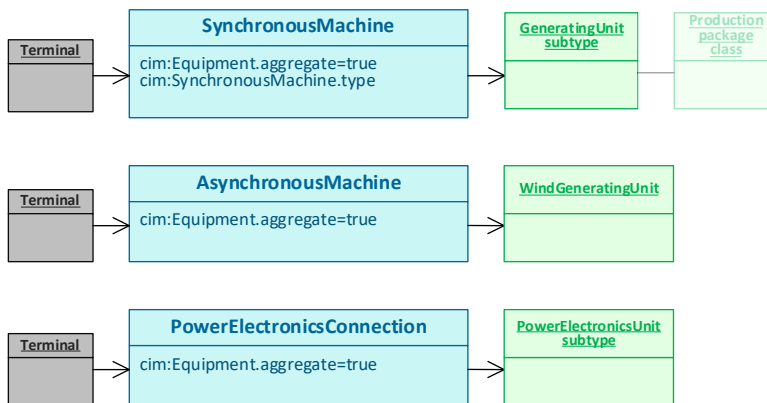 Terminal
SynchronousMachine
cim:Equipment.aggregate=true
cim:SynchronousMachine.type
GeneratingUnit
subtype
Production
package
class
Terminal
AsynchronousMachine
cim:Equipment.aggregate=true
WindGeneratingUnit
Terminal
PowerElectronicsConnection
cim:Equipment.aggregate=true
PowerElectronicsUnit
subtype